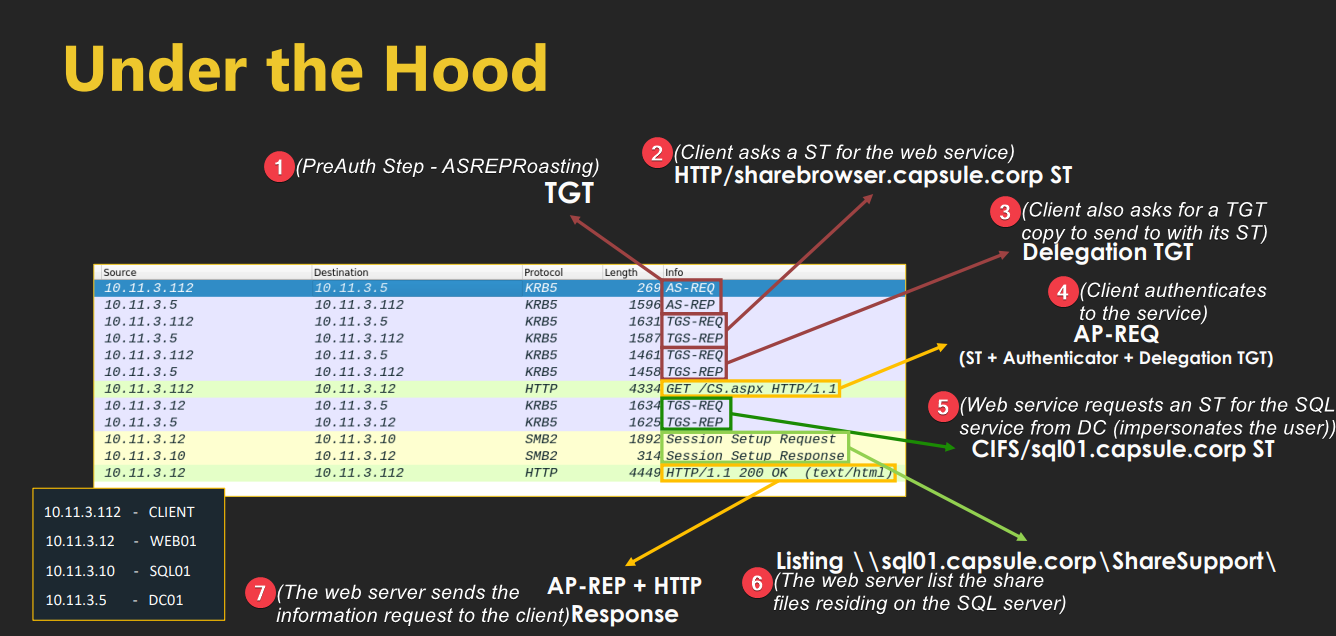 Under the Hood
1 (PreAuth Step - ASREPRoasting)
TGT
2 (Client asks a ST for the web service)
HTTP/sharebrowser.capsule.corp ST
3 (Client also asks for a TGT
copy to send to with its ST)
Delegation TGT
4 (Client authenticates
to the service)
AP-REQ
(ST + Authenticator + Delegation TGT)
5 (Web service requests an ST for the SQL
service from DC (impersonates the user))
CIFS/sql01.capsule.corp ST
Source Destination Protocol Length Info
10.11.3.112 10.11.3.5 KRB5 269 AS-REQ
10.11.3.5 10.11.3.112 KRB5 1596 AS-REP
10.11.3.112 10.11.3.5 KRB5 1631 TGS-REQ
10.11.3.5 10.11.3.112 KRB5 1587 TGS-REP
10.11.3.112 10.11.3.5 KRB5 1461 TGS-REQ
10.11.3.5 10.11.3.112 KRB5 1458 TGS-REP
10.11.3.112 10.11.3.12 HTTP 4334 GET /CS.aspx HTTP/1.1
10.11.3.12 10.11.3.5 KRB5 1634 TGS-REQ
10.11.3.5 10.11.3.12 KRB5 1625 TGS-REP
10.11.3.12 10.11.3.10 SMB2 1892 Session Setup Request
10.11.3.10 10.11.3.12 SMB2 314 Session Setup Response
10.11.3.12 10.11.3.112 HTTP 4449 HTTP/1.1 200 OK (text/html)
10.11.3.112 - CLIENT
10.11.3.12 - WEB01
10.11.3.10 - SQL01
10.11.3.5 - DC01
Listing \\sql01.capsule.corp\ShareSupport\
6 (The web server list the share
files residing on the SQL server)
7 (The web server sends the
information request to the client)
AP-REP + HTTP
Response